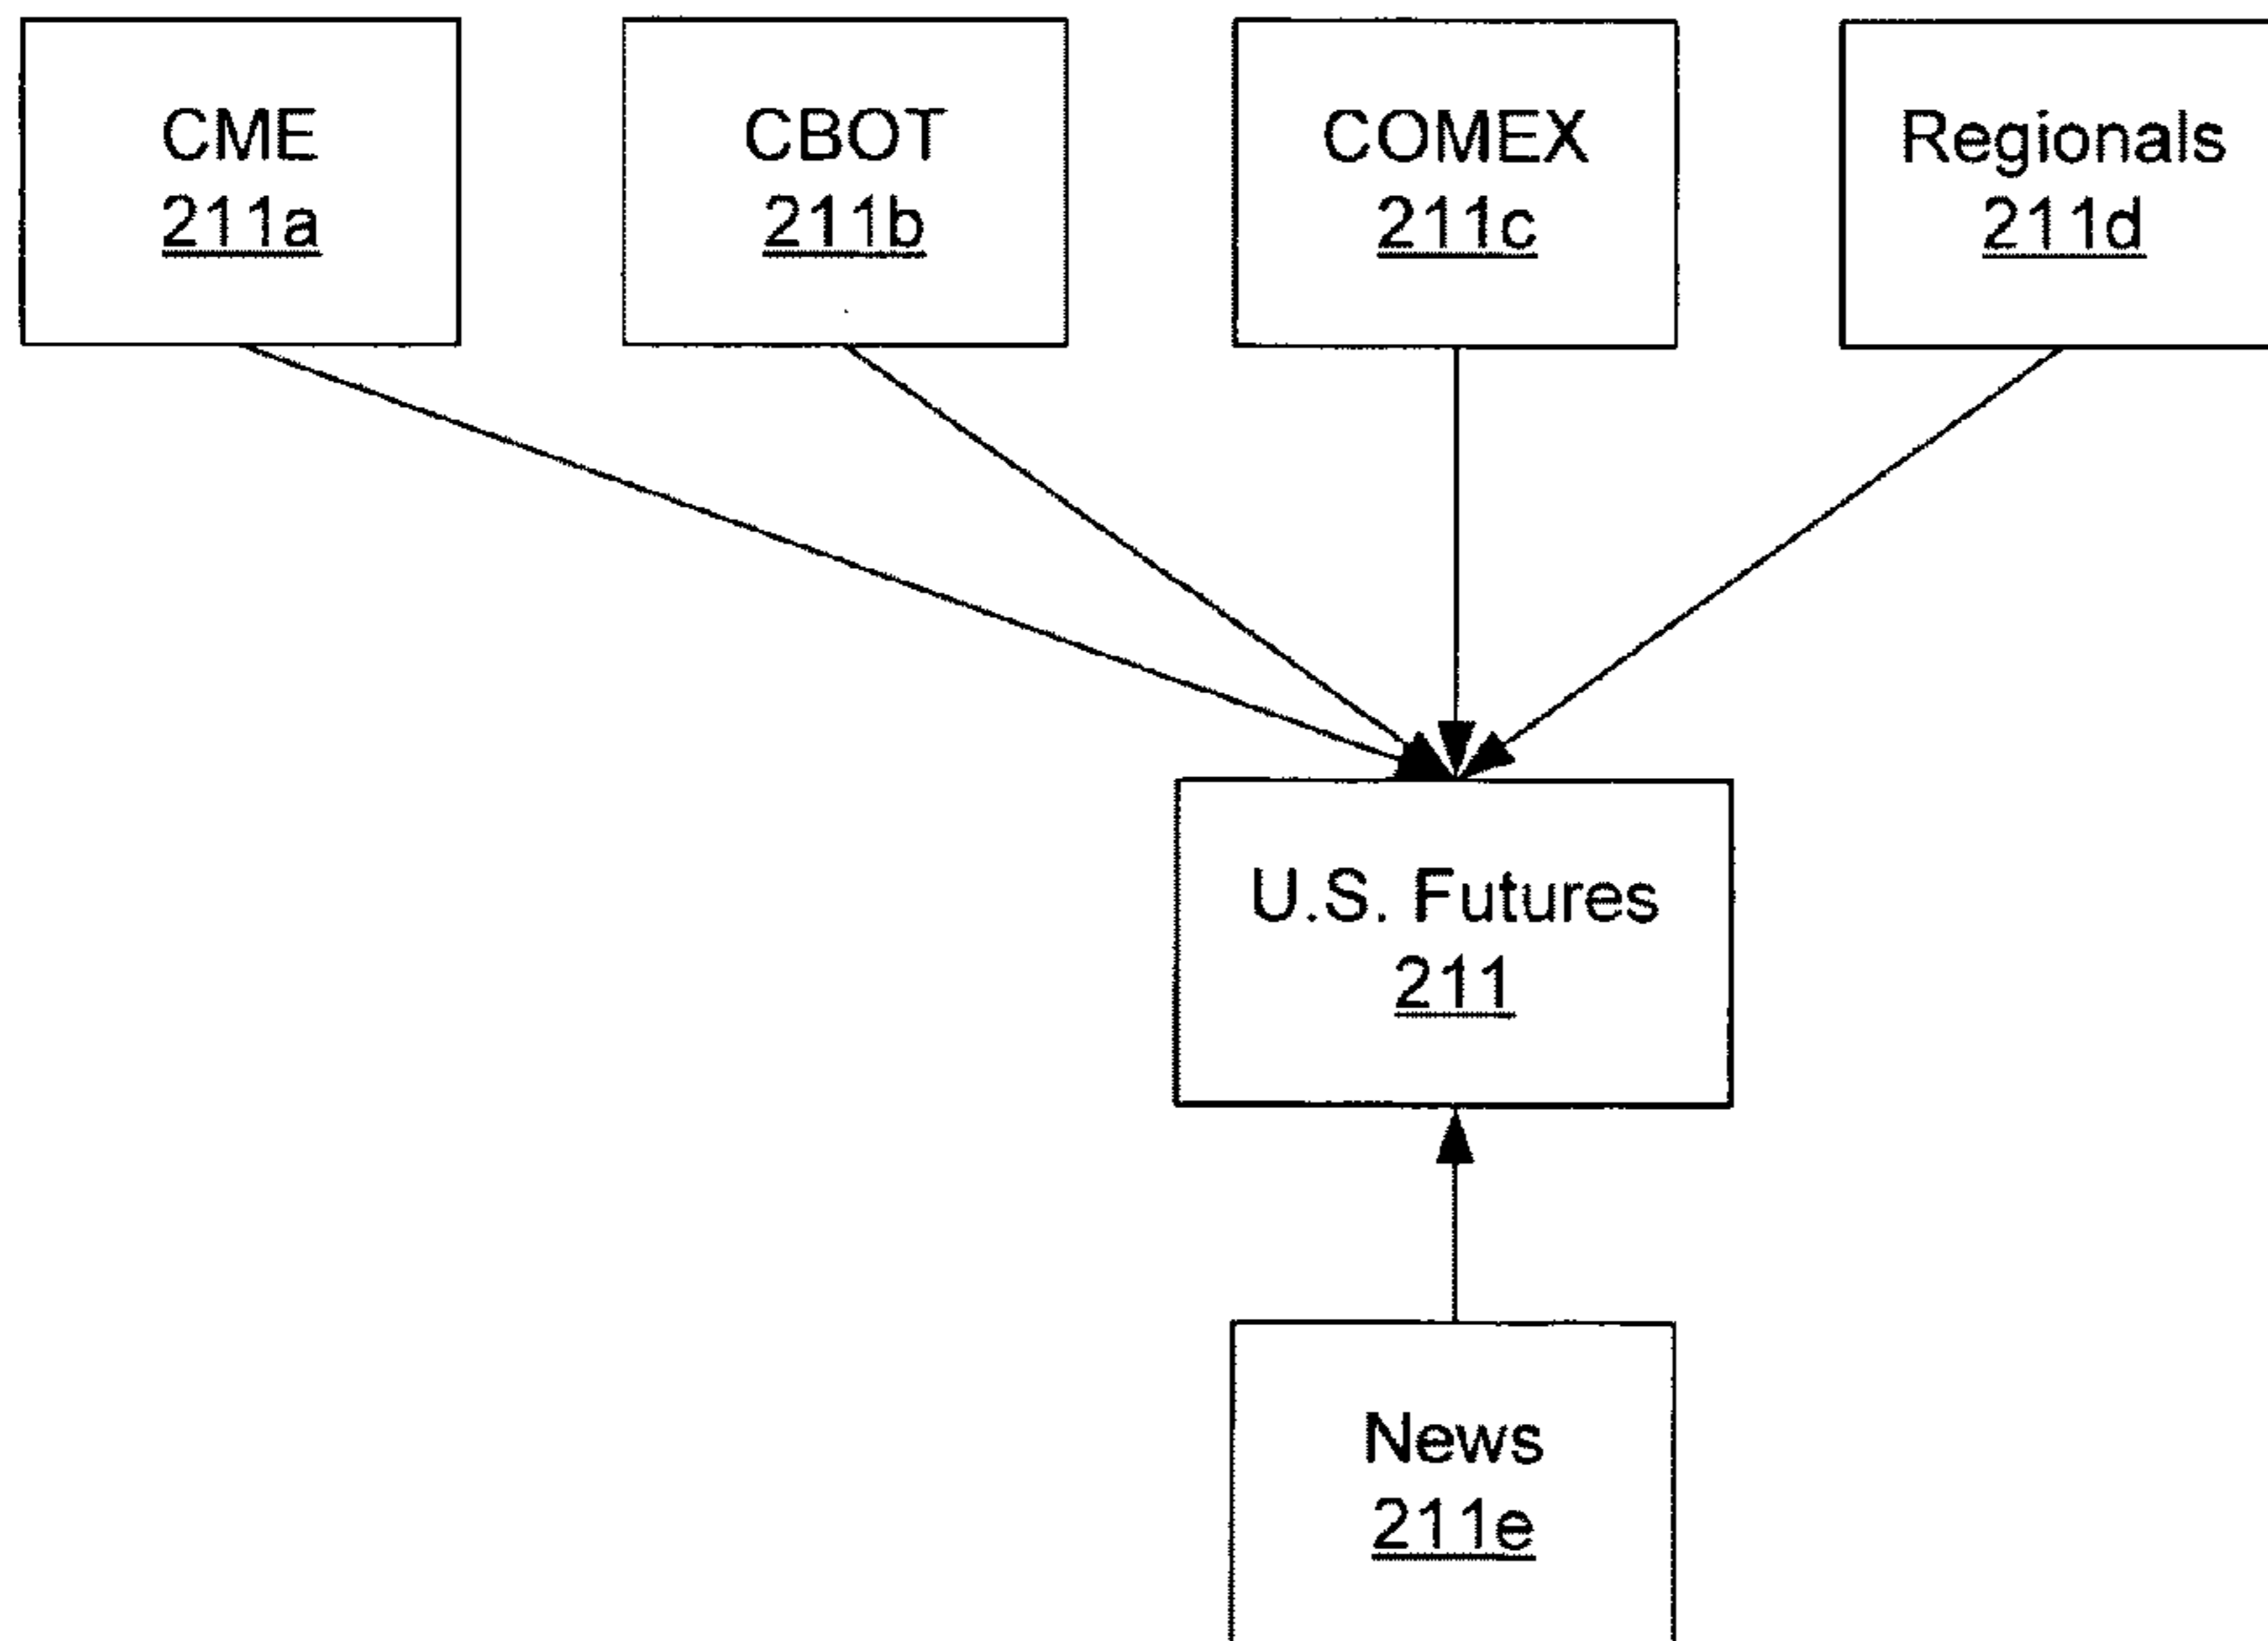 CME
211a
CBOT
211b
COMEX
211c
Regionals
211d
U.S. Futures
211
News
211e